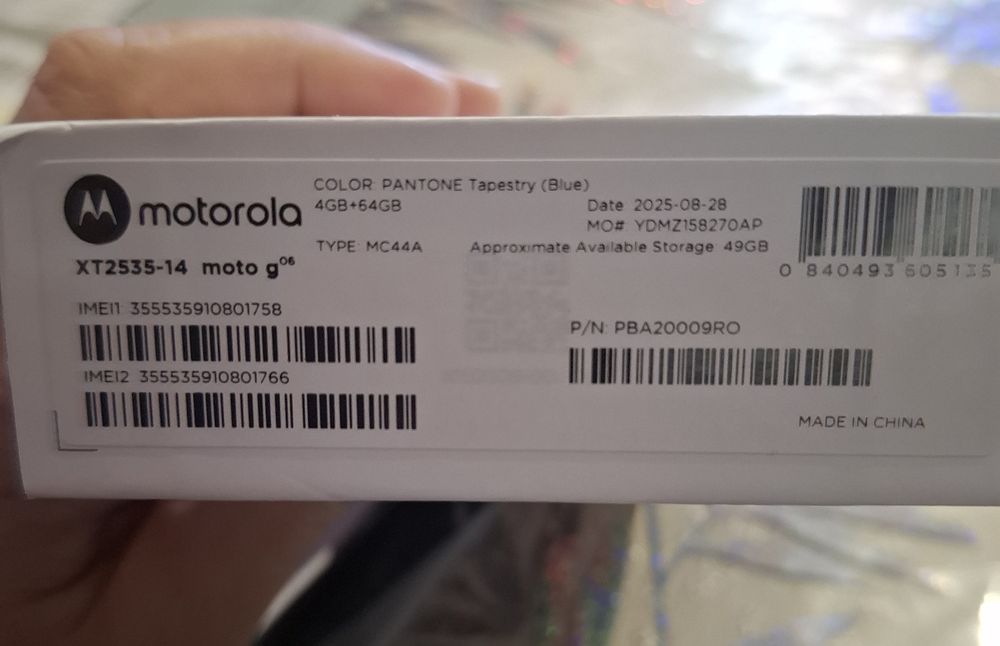 motorola
COLOR: PANTONE Tapestry (Blue)
4GB+64GB
Date 2025-08-28
MO#: YDMZ158270AP
TYPE: MC44A
Approximate Available Storage 49GB
XT2535-14 moto g06
0 840493 605135
IMEI1: 355535910801758
P/N: PBA20009RO
IMEI2 355535910801766
MADE IN CHINA